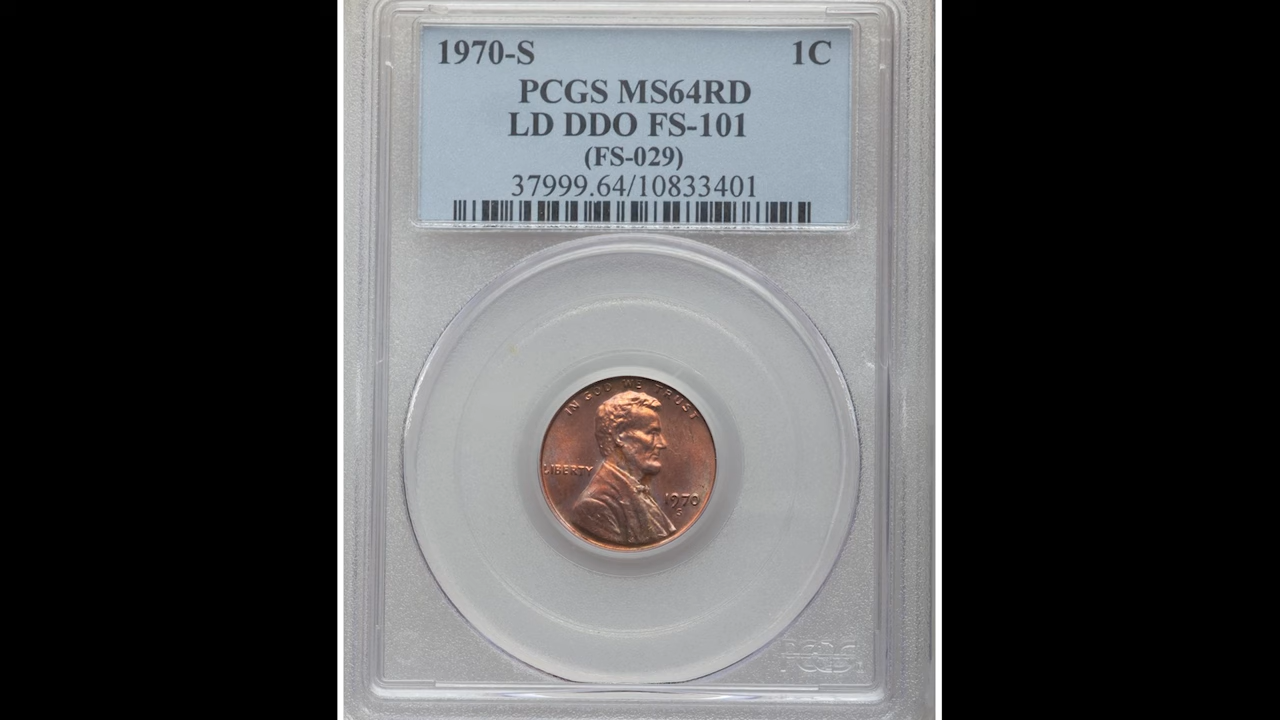 1970-S 1C
PCGS MS64RD
LD DDO FS-101
(FS-029)
37999.64/10833401
IN GOD WE TRUST
LIBERTY
1970
S
PCGS